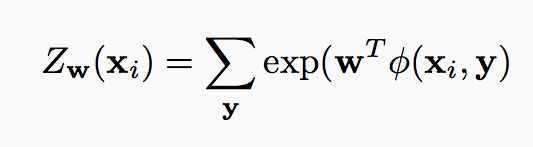 Z_w(x_i) = ∑_y exp(w^T ϕ(x_i, y)